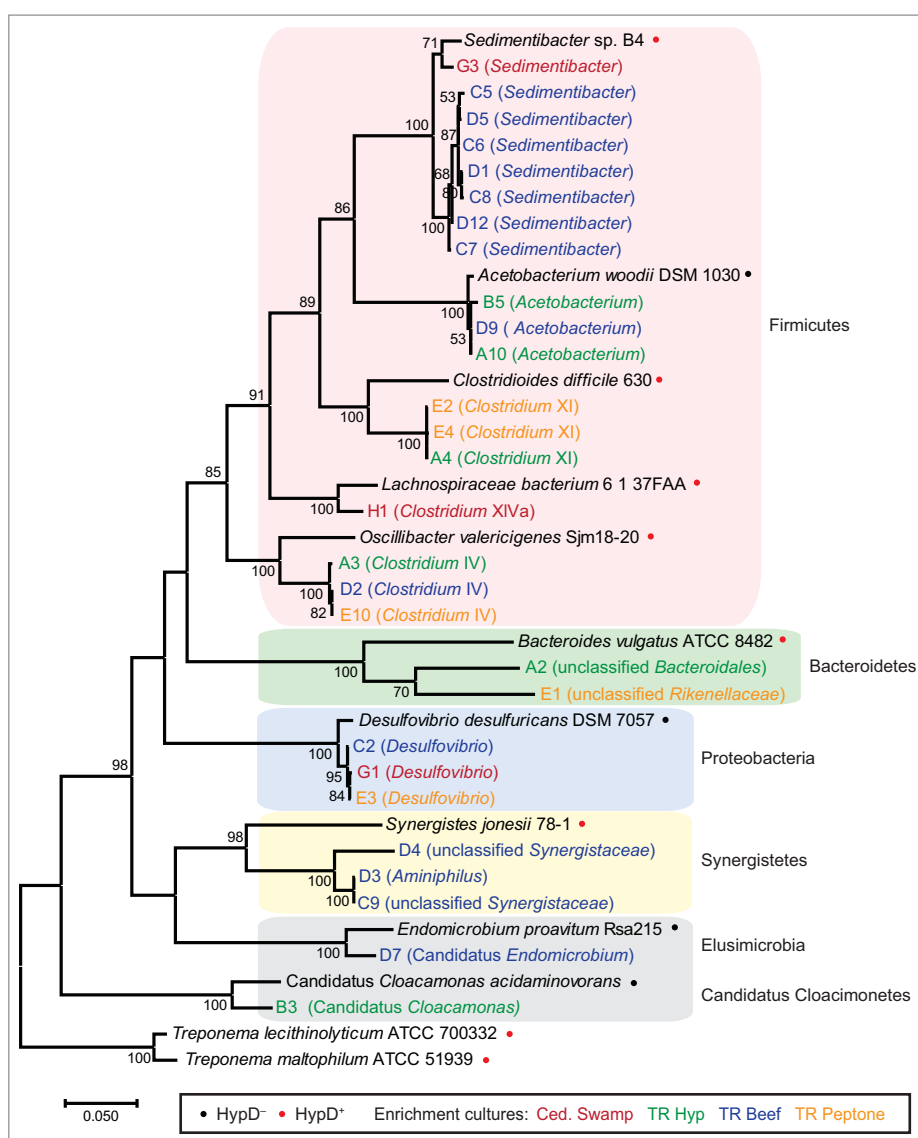 71
Sedimentibacter sp. B4
G3 (Sedimentibacter)
53
C5 (Sedimentibacter)
D5 (Sedimentibacter)
100
87
C6 (Sedimentibacter)
68
D1 (Sedimentibacter)
80
C8 (Sedimentibacter)
86
100
D12 (Sedimentibacter)
C7 (Sedimentibacter)
Acetobacterium woodii DSM 1030
89
100
B5 (Acetobacterium)
Firmicutes
53
D9 ( Acetobacterium)
A10 (Acetobacterium)
Clostridioides difficile 630
91
100
E2 (Clostridium XI)
100
E4 (Clostridium XI)
A4 (Clostridium XI)
85
Lachnospiraceae bacterium 6 1 37FAA
100
H1 (Clostridium XIVa)
Oscillibacter valericigenes Sjm18-20
100
A3 (Clostridium IV)
100
D2 (Clostridium IV)
82
E10 (Clostridium IV)
Bacteroides vulgatus ATCC 8482
100
A2 (unclassified Bacteroidales)
Bacteroidetes
70
E1 (unclassified Rikenellaceae)
Desulfovibrio desulfuricans DSM 7057
100
C2 (Desulfovibrio)
Proteobacteria
98
95
G1 (Desulfovibrio)
84
E3 (Desulfovibrio)
98
Synergistes jonesii 78-1
D4 (unclassified Synergistaceae)
Synergistetes
100
D3 (Aminiphilus)
100
C9 (unclassified Synergistaceae)
Endomicrobium proavitum Rsa215
Elusimicrobia
100
D7 (Candidatus Endomicrobium)
Candidatus Cloacamonas acidaminovorans
Candidatus Cloacimonetes
100
B3 (Candidatus Cloacamonas)
Treponema lecithinolyticum ATCC 700332
100
Treponema maltophilum ATCC 51939
0.050
HypD⁻ HypD⁺ Enrichment cultures: Ced. Swamp TR Hyp TR Beef TR Peptone